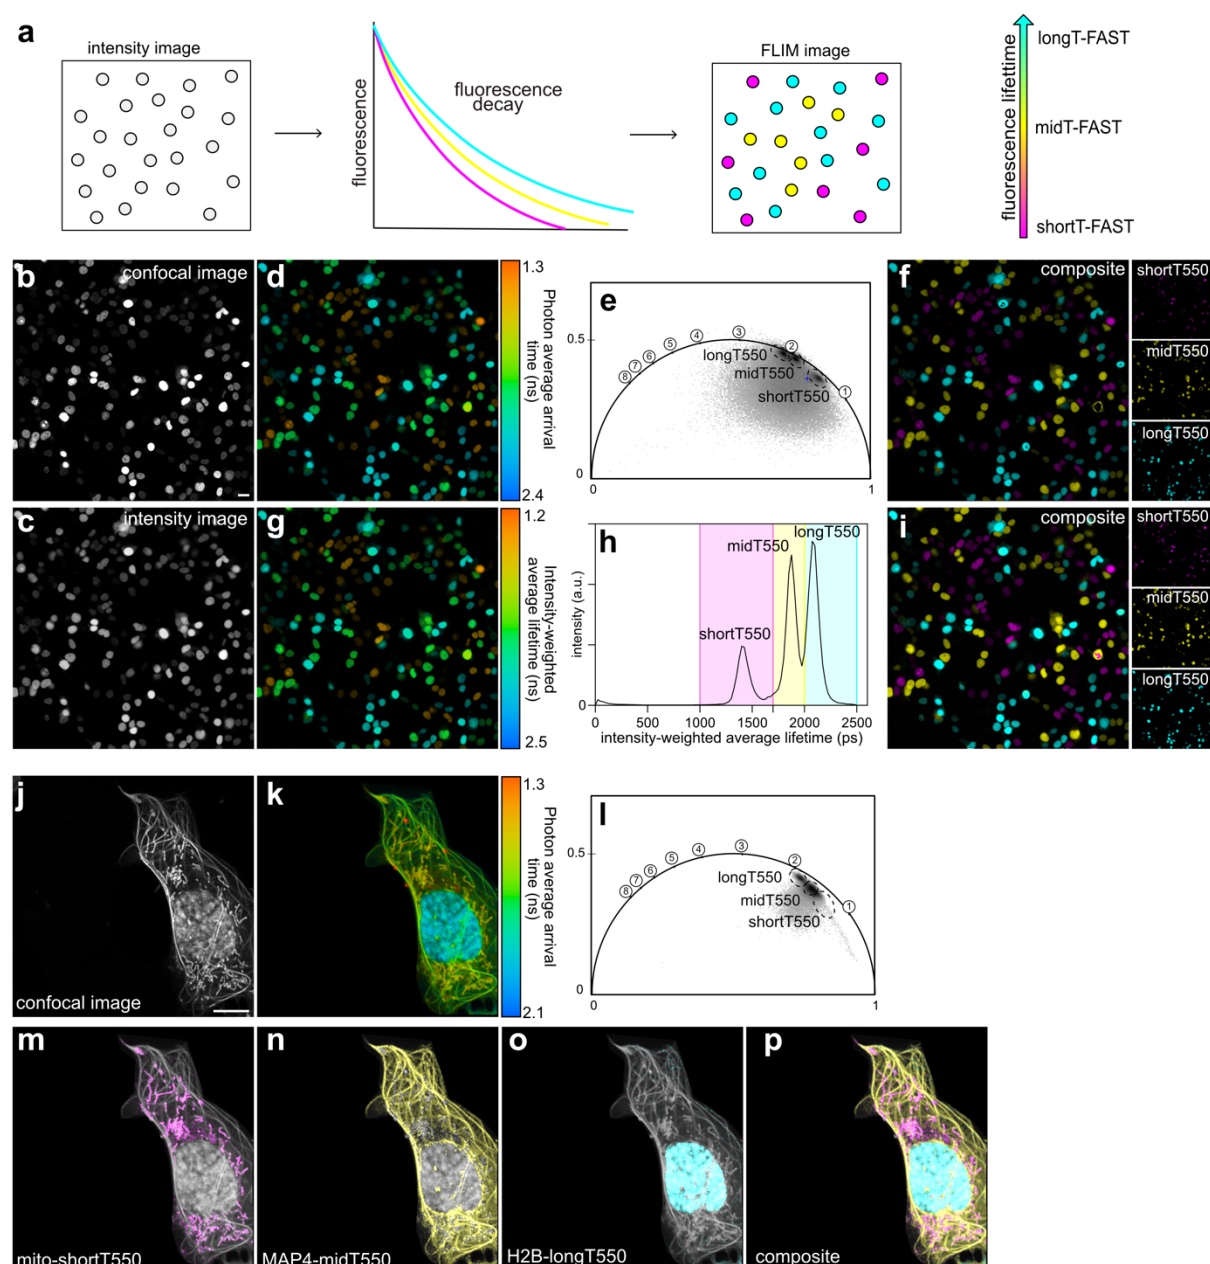 a
intensity image
fluorescence
fluorescence
decay
FLIM image
fluorescence lifettime
longT-FAST
midT-FAST
shortT-FAST
b
confocal image
d
1.3
Photon average arrival
time (ns)
2.4
e
0.5
0
0
1
8
7
6
5
4
3
2
1
longT550
midT550
shortT550
f
composite
shortT550
midT550
longT550
c
intensity image
g
1.2
Intensity-weighted
average lifetime (ns)
2.5
h
intensity (a.u.)
0
shortT550
midT550
longT550
0
500
1000
1500
2000
2500
intensity-weighted average lifetime (ps)
i
composite
shortT550
midT550
longT550
j
confocal image
k
1.3
Photon average arrival
time (ns)
2.1
l
0.5
0
0
1
8
7
6
5
4
3
2
1
longT550
midT550
shortT550
m
mito-shortT550
n
MAP4-midT550
o
H2B-longT550
p
composite